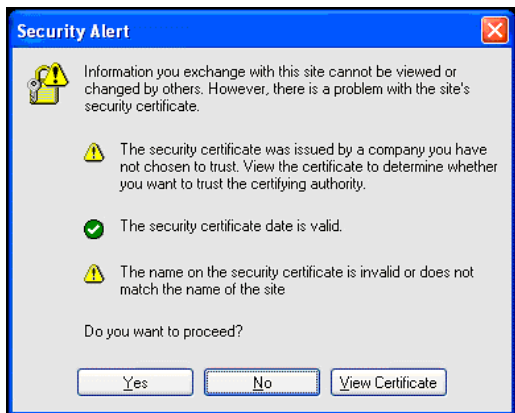 Security Alert
Information you exchange with this site cannot be viewed or
changed by others. However, there is a problem with the site's
security certificate.
The security certificate was issued by a company you have
not chosen to trust. View the certificate to determine whether
you want to trust the certifying authority.
The security certificate date is valid.
The name on the security certificate is invalid or does not
match the name of the site
Do you want to proceed?
Yes No View Certificate